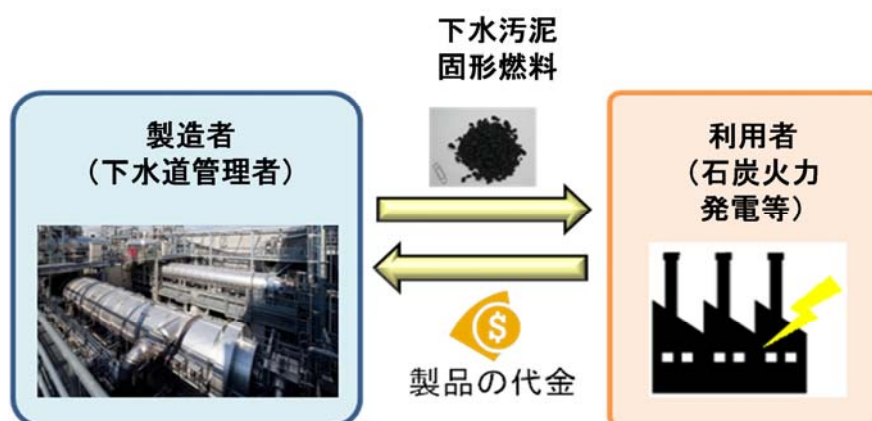 下水汚泥
固形燃料
製造者
（下水道管理者）
利用者
（石炭火力
発電等）
$
製品の代金